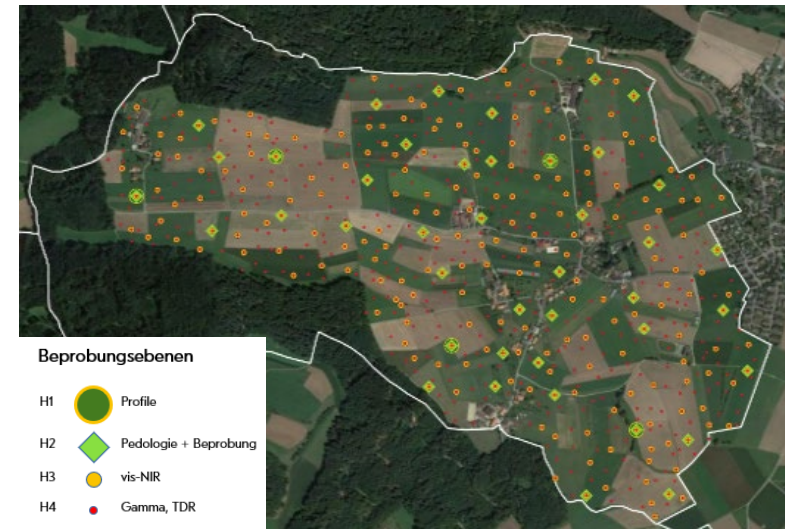 Beprobungsebenen
H1 Profile
H2 Pedologie + Beprobung
H3 vis-NIR
H4 Gamma, TDR